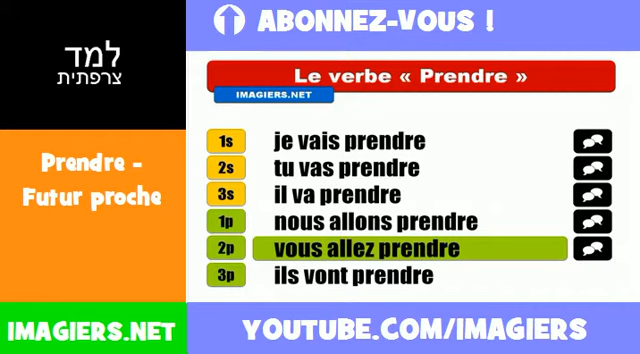 למד
צרפתית
Prendre -
Futur proche
IMAGIERS.NET
ABONNEZ-VOUS !
Le verbe « Prendre »
IMAGIERS.NET
1s je vais prendre
2s tu vas prendre
3s il va prendre
1p nous allons prendre
2p vous allez prendre
3p ils vont prendre
YOUTUBE.COM/IMAGIERS